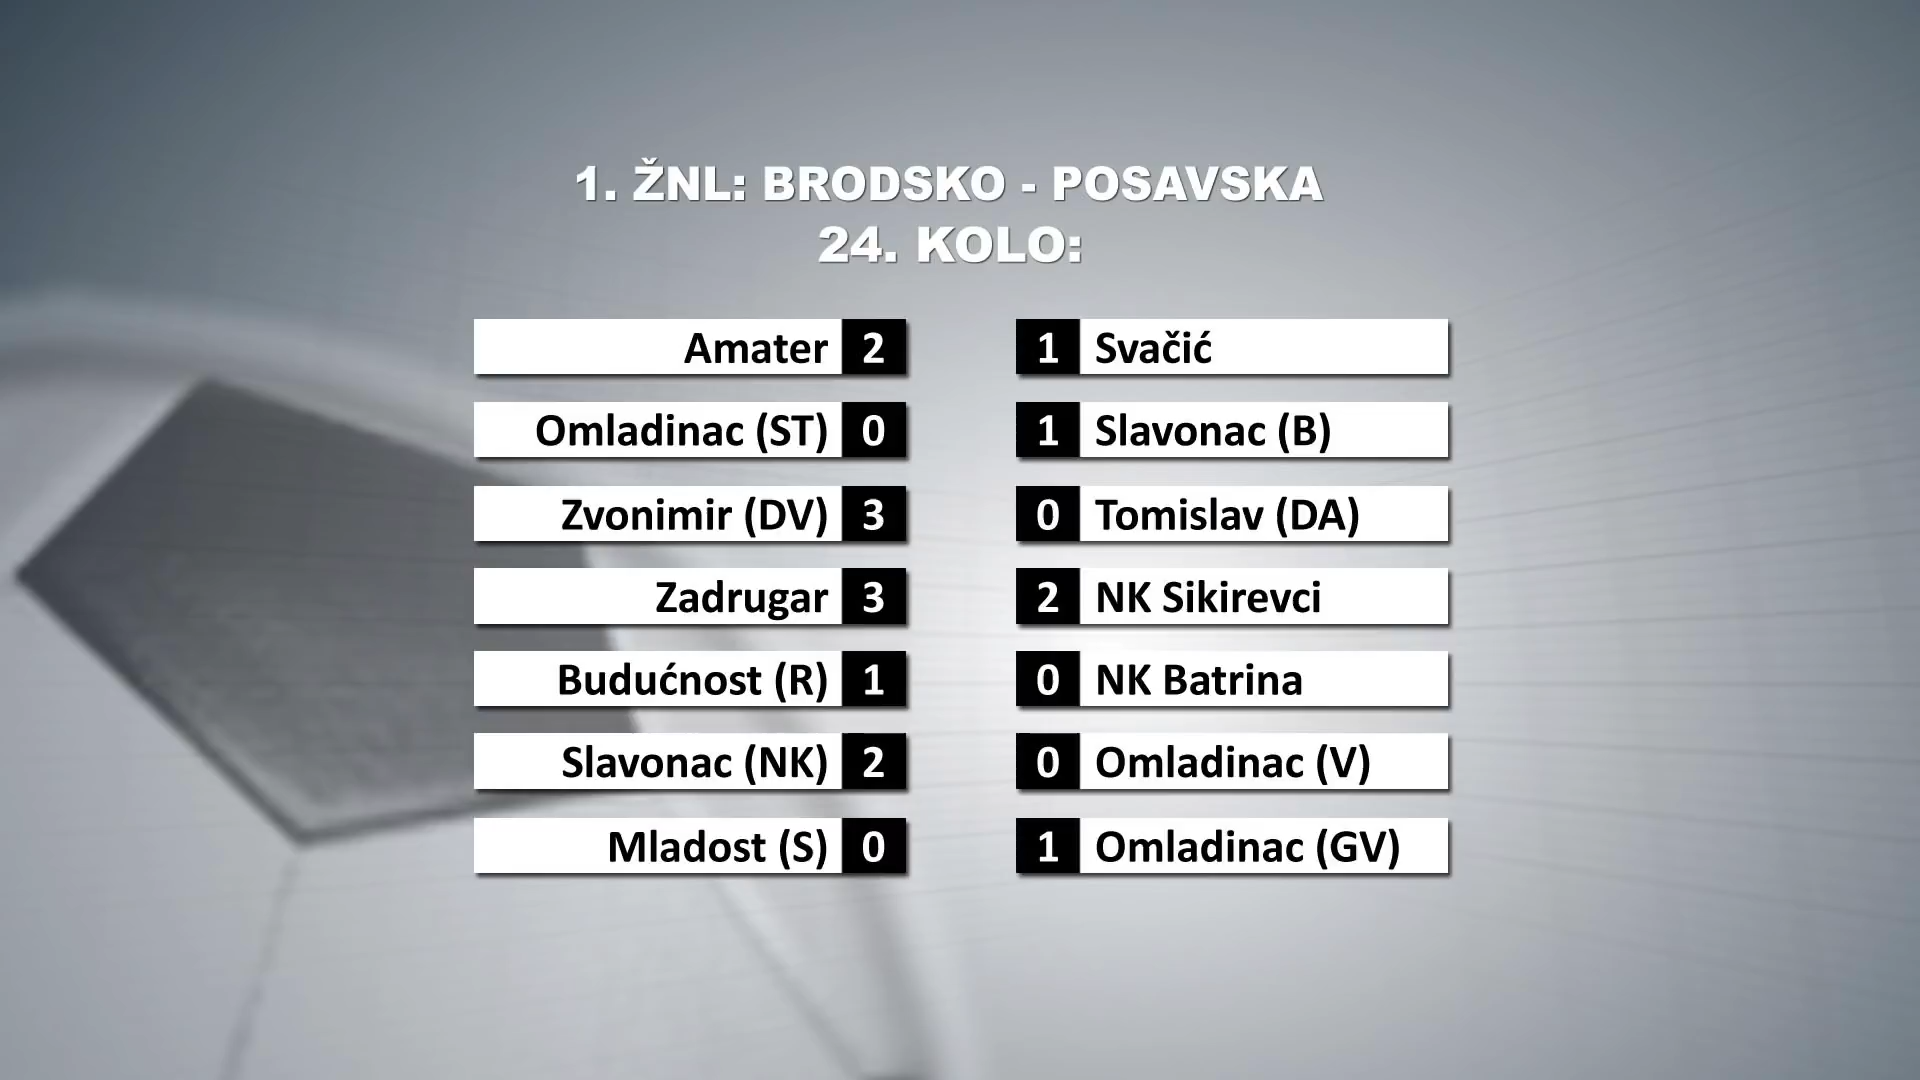 1. ŽNL: BRODSKO - POSAVSKA
24. KOLO:
Amater 2 1 Svačić
Omladinac (ST) 0 1 Slavonac (B)
Zvonimir (DV) 3 0 Tomislav (DA)
Zadrugar 3 2 NK Sikirevci
Budućnost (R) 1 0 NK Batrina
Slavonac (NK) 2 0 Omladinac (V)
Mladost (S) 0 1 Omladinac (GV)